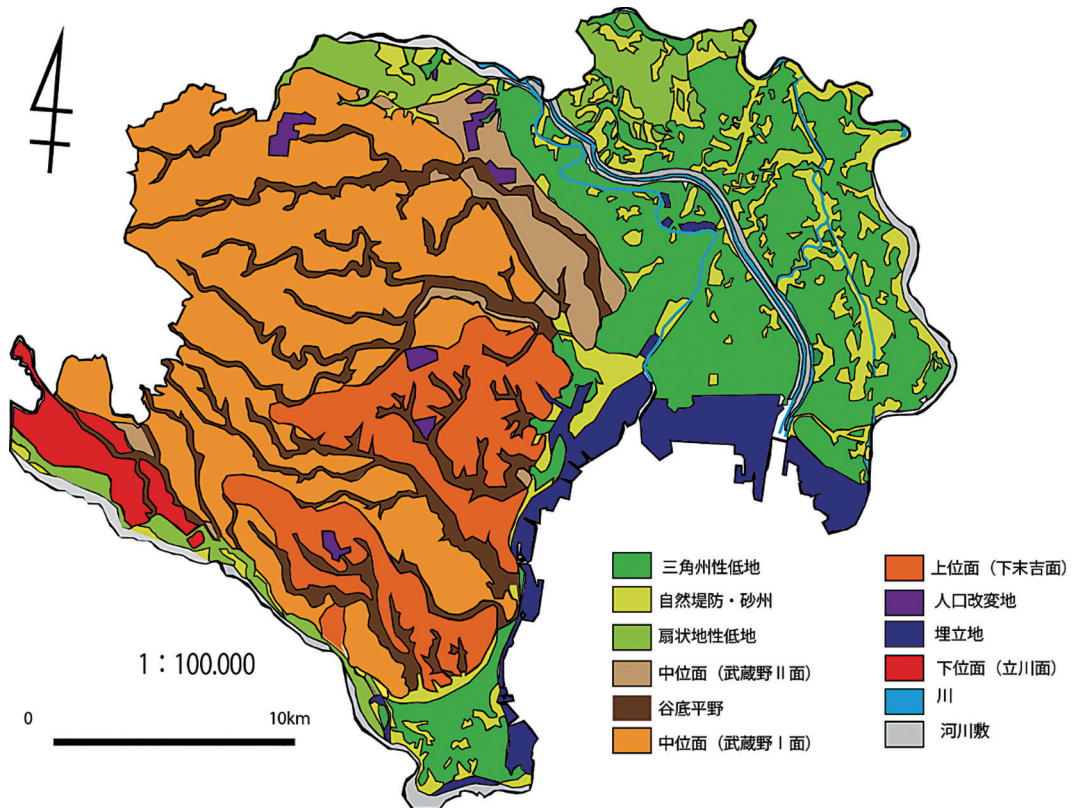 三角州性低地
自然堤防・砂州
扇状地性低地
中位面（武蔵野Ⅱ面）
谷底平野
中位面（武蔵野Ⅰ面）
上位面（下末吉面）
人口改変地
埋立地
下位面（立川面）
川
河川敷
1：100.000
0 10km